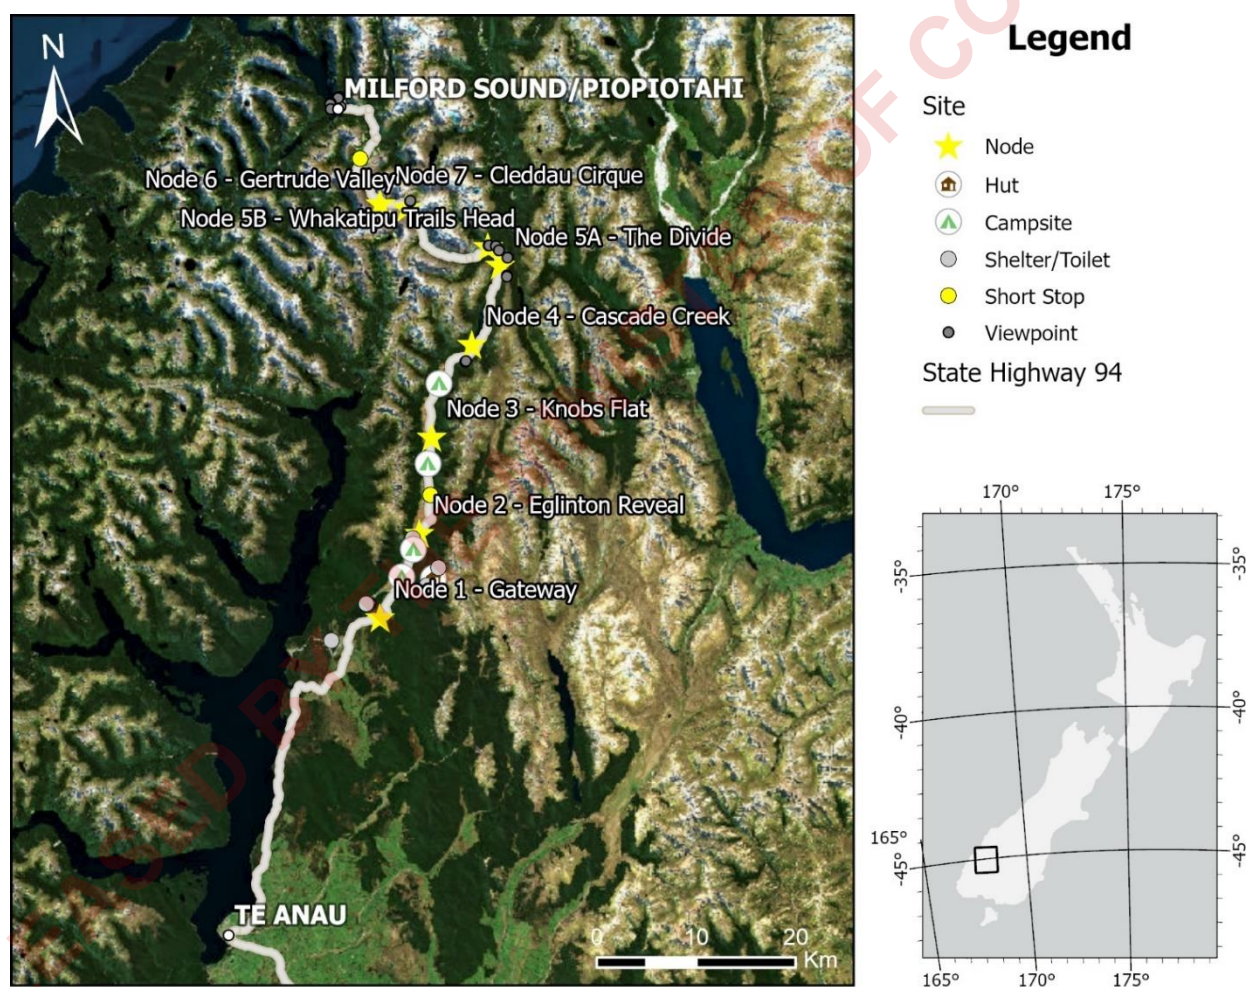 N
MILFORD SOUND/PIOPIOTAHI
Node 6 - Gertrude Valley
Node 7 - Cleddau Cirque
Node 5B - Whakatipu Trails Head
Node 5A - The Divide
Node 4 - Cascade Creek
Node 3 - Knobs Flat
Node 2 - Eglinton Reveal
Node 1 - Gateway
TE ANAU
0 10 20
Km
Legend
Site
Node
Hut
Campsite
Shelter/Toilet
Short Stop
Viewpoint
State Highway 94
170° 175°
-35° -35°
-40° -40°
165°
-45° -45°
165° 170° 175°